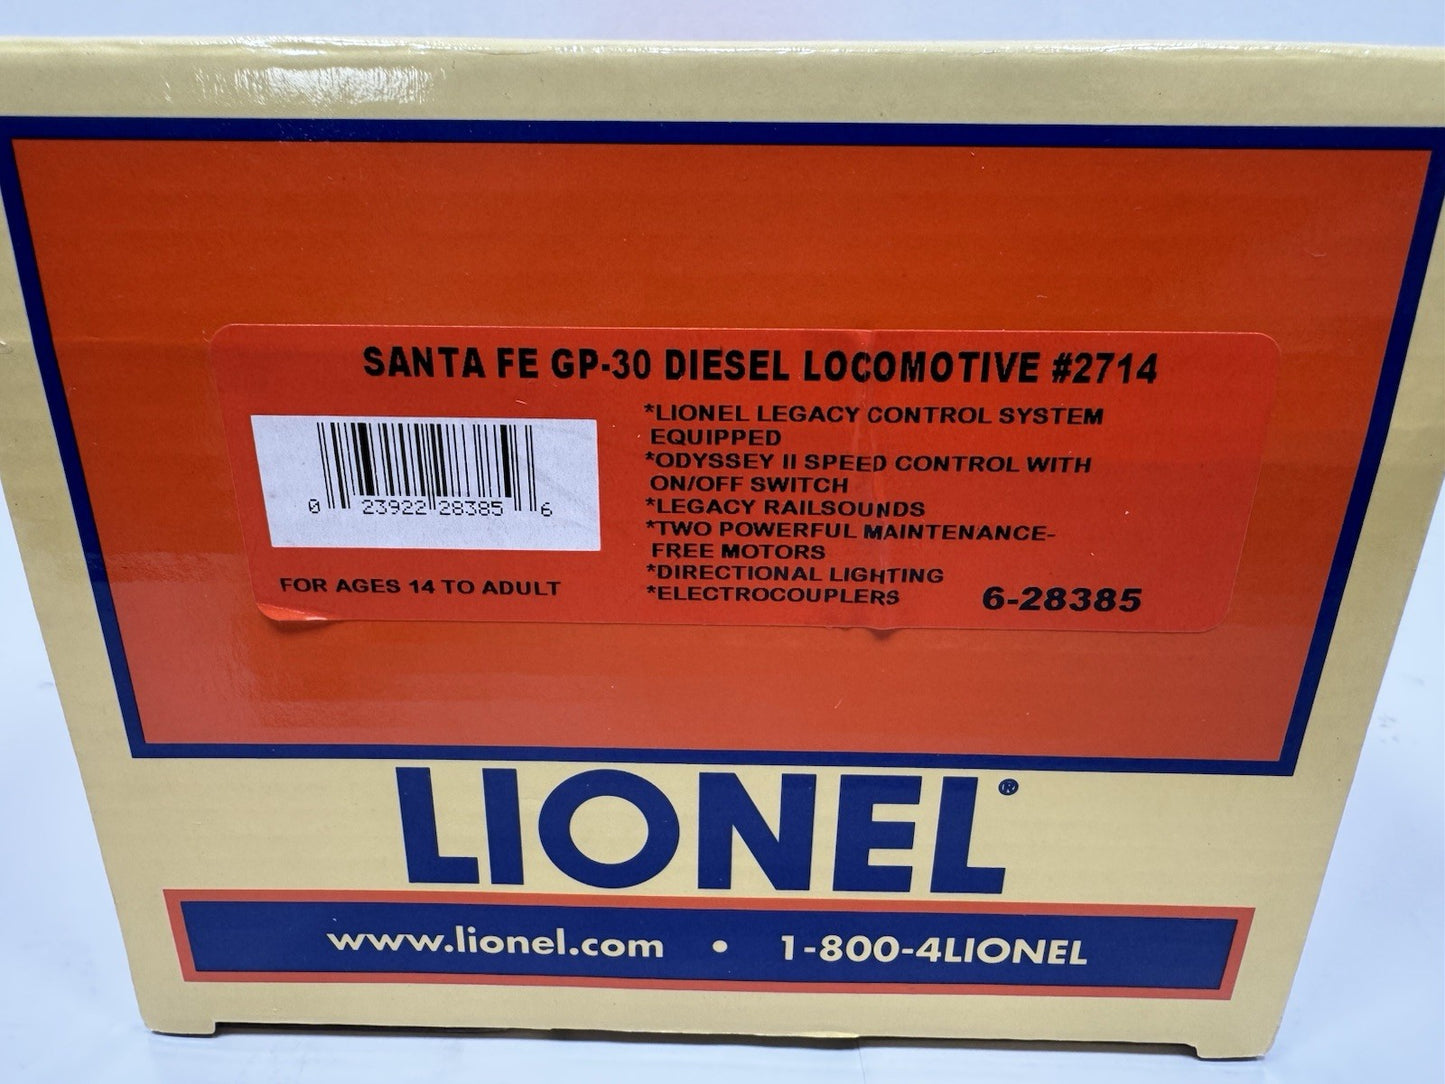 SANTA FE GP-30 DIESEL LOCOMOTIVE #2714
*LIONEL LEGACY CONTROL SYSTEM
EQUIPPED
*ODYSSEY II SPEED CONTROL WITH
ON/OFF SWITCH
*LEGACY RAILSOUNDS
*TWO POWERFUL MAINTENANCE-
FREE MOTORS
*DIRECTIONAL LIGHTING
*ELECTROCOUPLERS
0 23922 28385 6
FOR AGES 14 TO ADULT
6-28385
LIONEL®
www.lionel.com • 1-800-4LIONEL